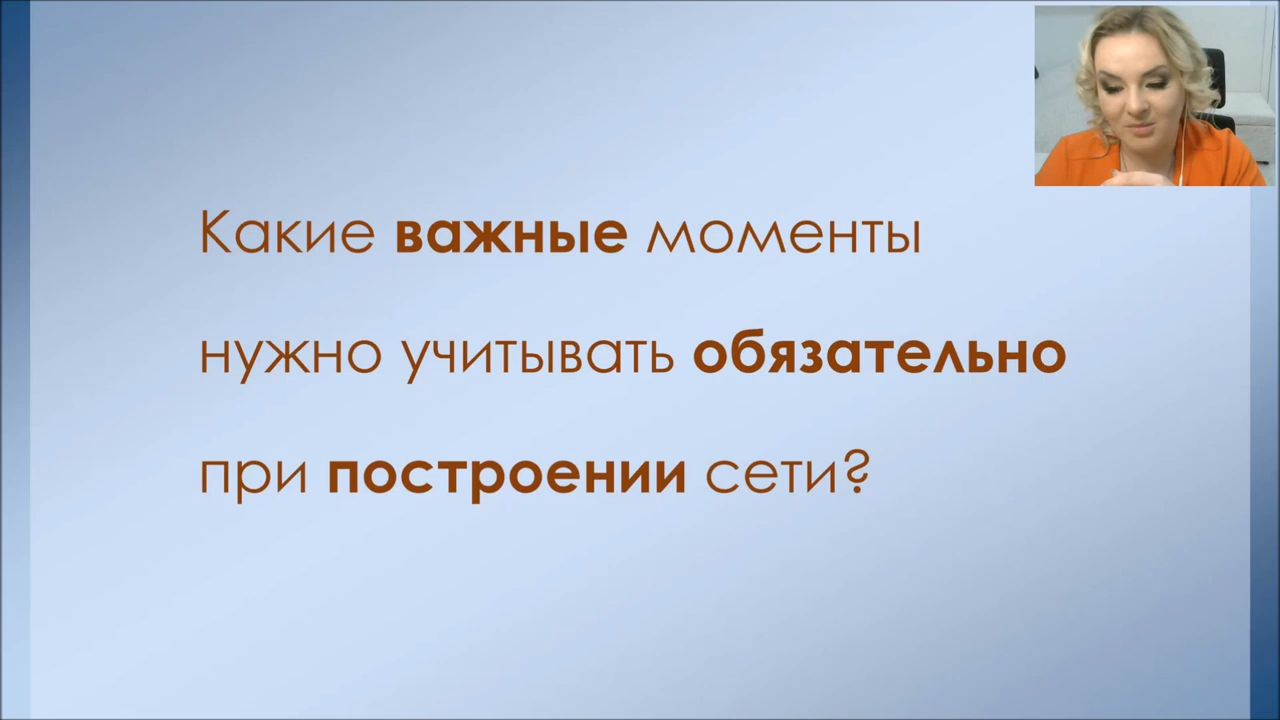 Какие важные моменты
нужно учитывать обязательно
при построении сети?